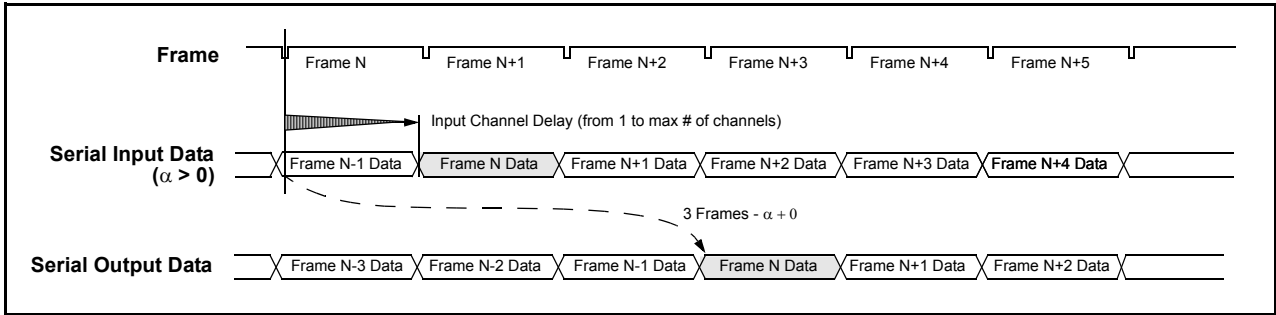 Frame
Frame N Frame N+1 Frame N+2 Frame N+3 Frame N+4 Frame N+5
Input Channel Delay (from 1 to max # of channels)
Serial Input Data
(α > 0)
Frame N-1 Data Frame N Data Frame N+1 Data Frame N+2 Data Frame N+3 Data Frame N+4 Data
3 Frames - α + 0
Serial Output Data
Frame N-3 Data Frame N-2 Data Frame N-1 Data Frame N Data Frame N+1 Data Frame N+2 Data